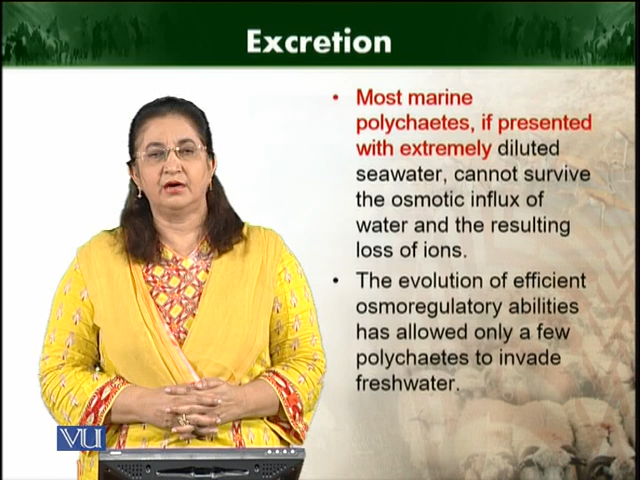 Excretion
• Most marine
polychaetes, if presented
with extremely diluted
seawater, cannot survive
the osmotic influx of
water and the resulting
loss of ions.
• The evolution of efficient
osmoregulatory abilities
has allowed only a few
polychaetes to invade
freshwater.
VU